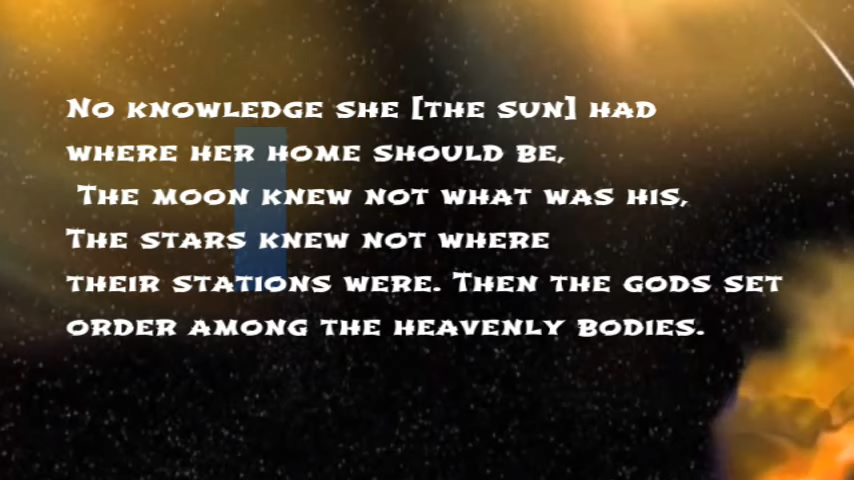 No knowledge she [the sun] had
where her home should be,
The moon knew not what was his,
The stars knew not where
their stations were. Then the gods set
order among the heavenly bodies.